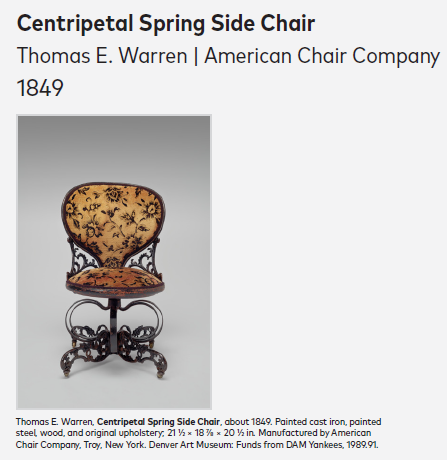 Centripetal Spring Side Chair
Thomas E. Warren | American Chair Company
1849
Thomas E. Warren, Centripetal Spring Side Chair, about 1849. Painted cast iron, painted
steel, wood, and original upholstery; 21 ½ × 18 ⅞ × 20 ½ in. Manufactured by American
Chair Company, Troy, New York. Denver Art Museum: Funds from DAM Yankees, 1989.91.